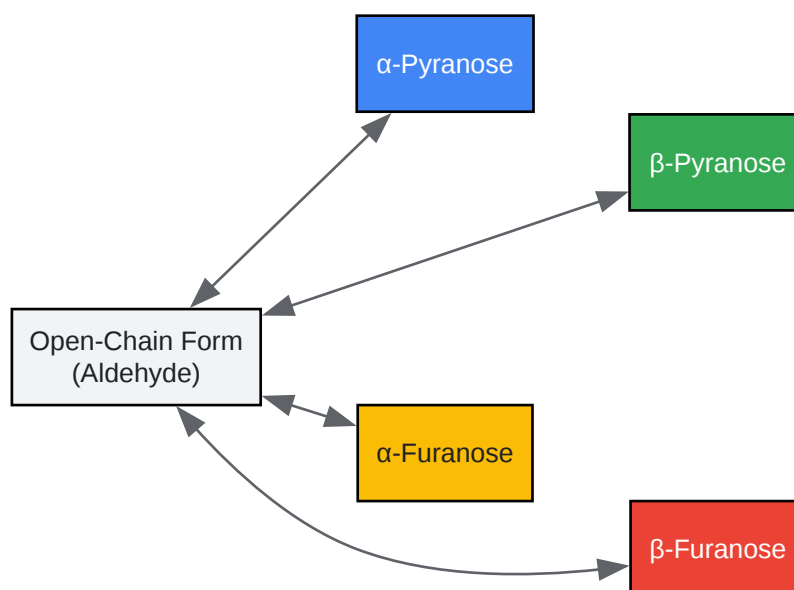 α-Pyranose
β-Pyranose
Open-Chain Form
(Aldehyde)
α-Furanose
β-Furanose